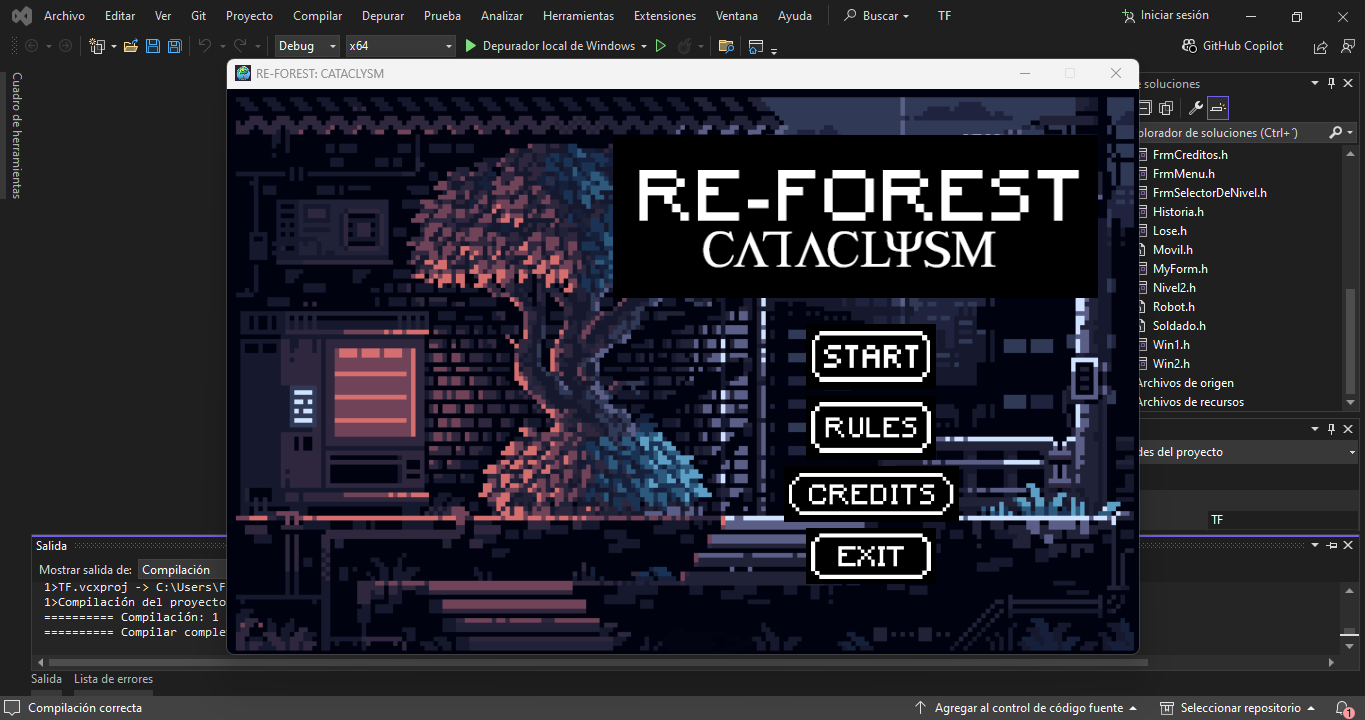 Archivo Editar Ver Git Proyecto Compilar Depurar Prueba Analizar Herramientas Extensiones Ventana Ayuda Buscar TF Iniciar sesión
Debug x64 Depurador local de Windows GitHub Copilot
Cuadro de herramientas
RE-FOREST: CATACLYSM
RE-FOREST
CATACLYSM
START
RULES
CREDITS
EXIT
soluciones
plorador de soluciones (Ctrl+´)
FrmCreditos.h
FrmMenu.h
FrmSelectorDeNivel.h
Historia.h
Lose.h
Movil.h
MyForm.h
Nivel2.h
Robot.h
Soldado.h
Win1.h
Win2.h
Archivos de origen
Archivos de recursos
des del proyecto
TF
Salida
Mostrar salida de: Compilación
1>TF.vcxproj -> C:\Users\F
1>Compilación del proyecto
========== Compilación: 1
========== Compilar comple
Salida Lista de errores
Compilación correcta Agregar al control de código fuente Seleccionar repositorio 1